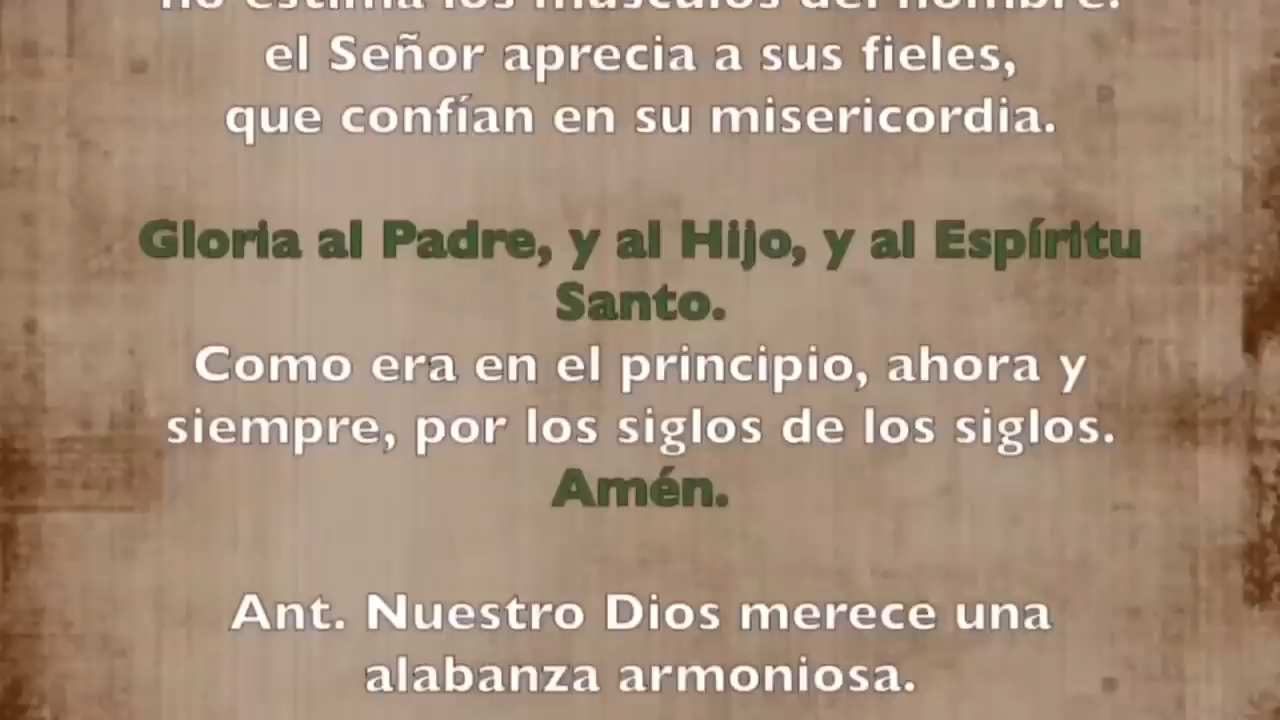 no estima los músculos del hombre:
el Señor aprecia a sus fieles,
que confían en su misericordia.
Gloria al Padre, y al Hijo, y al Espíritu
Santo.
Como era en el principio, ahora y
siempre, por los siglos de los siglos.
Amén.
Ant. Nuestro Dios merece una
alabanza armoniosa.